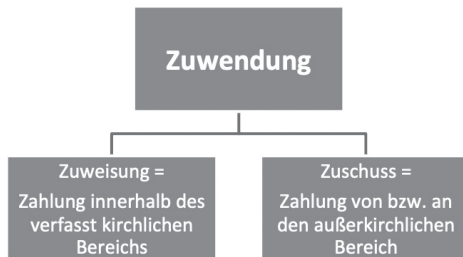 Zuwendung
Zuweisung =
Zahlung innerhalb des
verfasst kirchlichen
Bereichs
Zuschuss =
Zahlung von bzw. an
den außerkirchlichen
Bereich